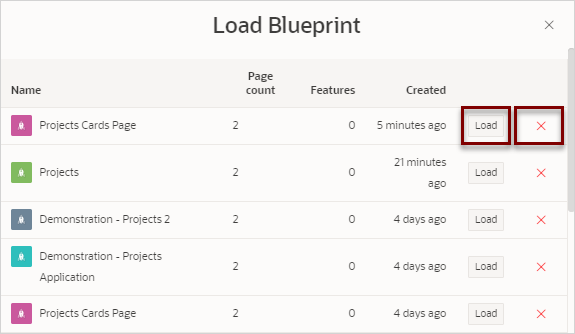 Load Blueprint
Name Page count Features Created
Projects Cards Page 2 0 5 minutes ago Load
Projects 2 0 21 minutes ago Load
Demonstration - Projects 2 2 0 4 days ago Load
Demonstration - Projects Application 2 0 4 days ago Load
Projects Cards Page 2 0 4 days ago Load